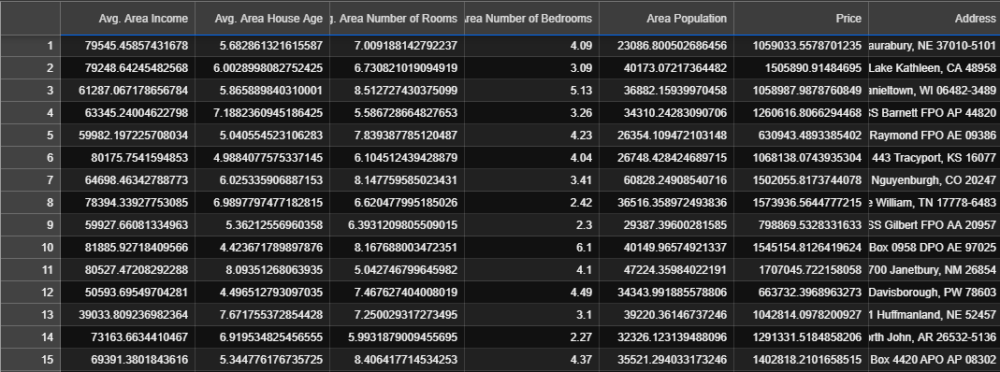 Avg. Area Income Avg. Area House Age . Area Number of Rooms Area Number of Bedrooms Area Population Price Address
1 79545.45857431678 5.682861321615587 7.009188142792237 4.09 23086.800502686456 1059033.5578701235 aurabury, NE 37010-5101
2 79248.64245482568 6.0028998082752425 6.730821019094919 3.09 40173.07217364482 1505890.91484695 Lake Kathleen, CA 48958
3 61287.067178656784 5.865889840310001 8.512727430375099 5.13 36882.15939970458 1058987.9878760849 anieltown, WI 06482-3489
4 63345.24004622798 7.1882360945186425 5.586728664827653 3.26 34310.24283090706 1260616.8066294468 SS Barnett FPO AP 44820
5 59982.197225708034 5.040554523106283 7.839387785120487 4.23 26354.109472103148 630943.4893385402 Raymond FPO AE 09386
6 80175.7541594853 4.9884077575337145 6.104512439428879 4.04 26748.428424689715 1068138.0743935304 443 Tracyport, KS 16077
7 64698.46342788773 6.025335906887153 8.147759585023431 3.41 60828.24908540716 1502055.8173744078 Nguyenburgh, CO 20247
8 78394.33927753085 6.9897797477182815 6.620477995185026 2.42 36516.358972493836 1573936.5644777215 e William, TN 17778-6483
9 59927.66081334963 5.36212556960358 6.3931209805509015 2.3 29387.39600281585 798869.5328331633 SS Gilbert FPO AA 20957
10 81885.92718409566 4.423671789897876 8.167688003472351 6.1 40149.96574921337 1545154.8126419624 Box 0958 DPO AE 97025
11 80527.47208292288 8.09351268063935 5.042746799645982 4.1 47224.35984022191 1707045.722158058 700 Janetbury, NM 26854
12 50593.69549704281 4.496512793097035 7.467627404008019 4.49 34343.991885578806 663732.3968963273 Davisborough, PW 78603
13 39033.809236982364 7.671755372854428 7.250029317273495 3.1 39220.36146737246 1042814.0978200927 1 Huffmanland, NE 52457
14 73163.6634410467 6.919534825456555 5.9931879009455695 2.27 32326.123139488096 1291331.5184858206 orth John, AR 26532-5136
15 69391.3801843616 5.344776176735725 8.406417714534253 4.37 35521.294033173246 1402818.2101658515 Box 4420 APO AP 08302